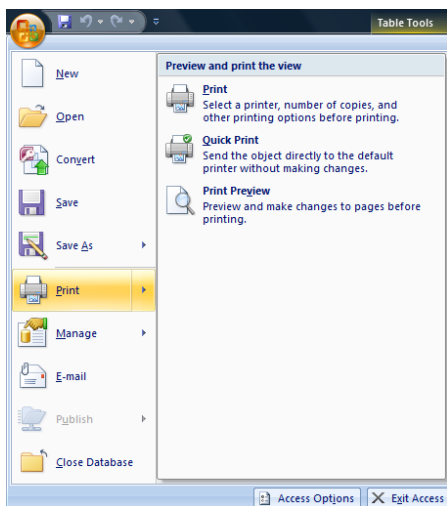 Table Tools
New
Open
Convert
Save
Save As
Print
Manage
E-mail
Publish
Close Database
Preview and print the view
Print
Select a printer, number of copies, and
other printing options before printing.
Quick Print
Send the object directly to the default
printer without making changes.
Print Preview
Preview and make changes to pages before
printing.
Access Options
Exit Access